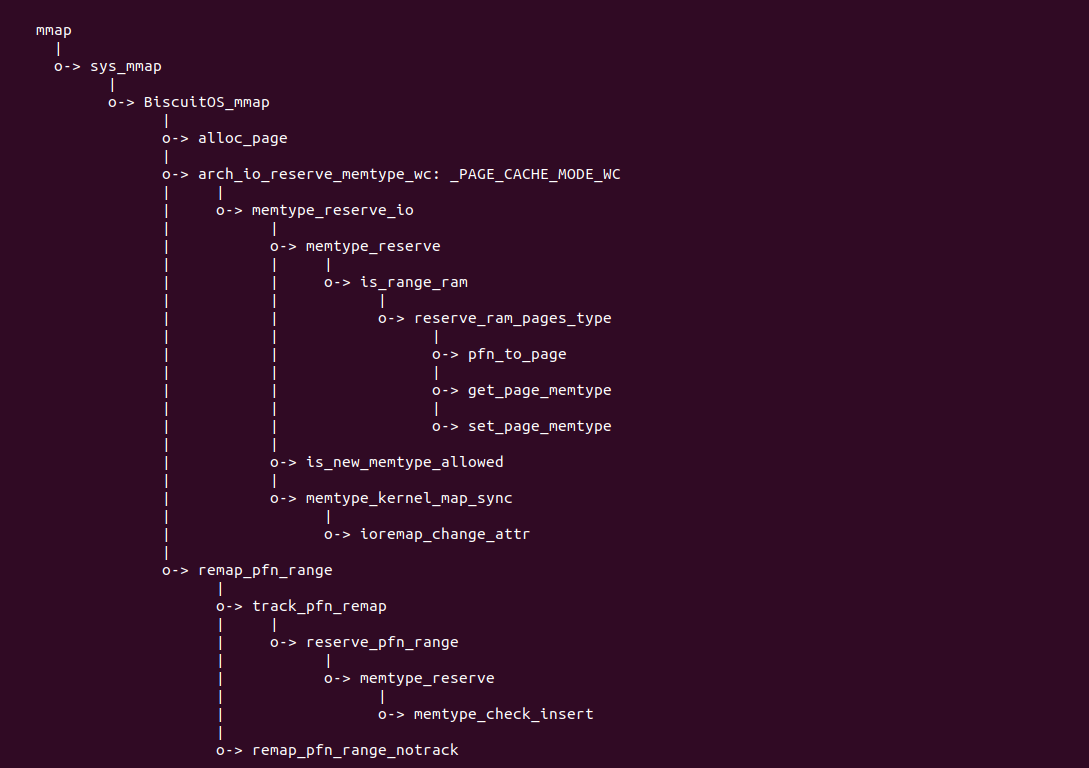 mmap
  |
  o-> sys_mmap
        |
        o-> BiscuitOS_mmap
              |
              o-> alloc_page
              |
              o-> arch_io_reserve_memtype_wc: _PAGE_CACHE_MODE_WC
              |     |
              |     o-> memtype_reserve_io
              |           |
              |           o-> memtype_reserve
              |           |     |
              |           |     o-> is_range_ram
              |           |           |
              |           |           o-> reserve_ram_pages_type
              |           |                 |
              |           |                 o-> pfn_to_page
              |           |                 |
              |           |                 o-> get_page_memtype
              |           |                 |
              |           |                 o-> set_page_memtype
              |           |
              |           o-> is_new_memtype_allowed
              |           |
              |           o-> memtype_kernel_map_sync
              |                 |
              |                 o-> ioremap_change_attr
              |
              o-> remap_pfn_range
                    |
                    o-> track_pfn_remap
                    |     |
                    |     o-> reserve_pfn_range
                    |           |
                    |           o-> memtype_reserve
                    |                 |
                    |                 o-> memtype_check_insert
                    |
                    o-> remap_pfn_range_notrack